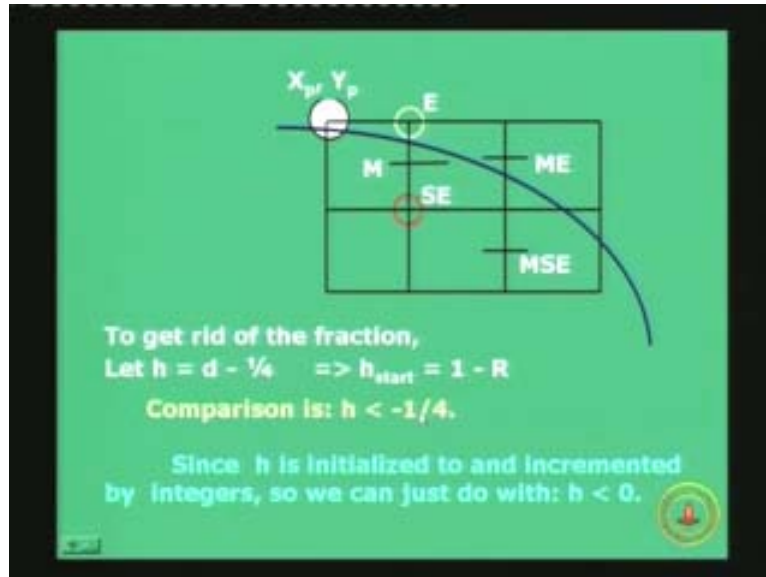 Xp, Yp
E
M
ME
SE
MSE
To get rid of the fraction,
Let h = d - ¼ => hstart = 1 - R
Comparison is: h < -1/4.
Since h is initialized to and incremented
by integers, so we can just do with: h < 0.